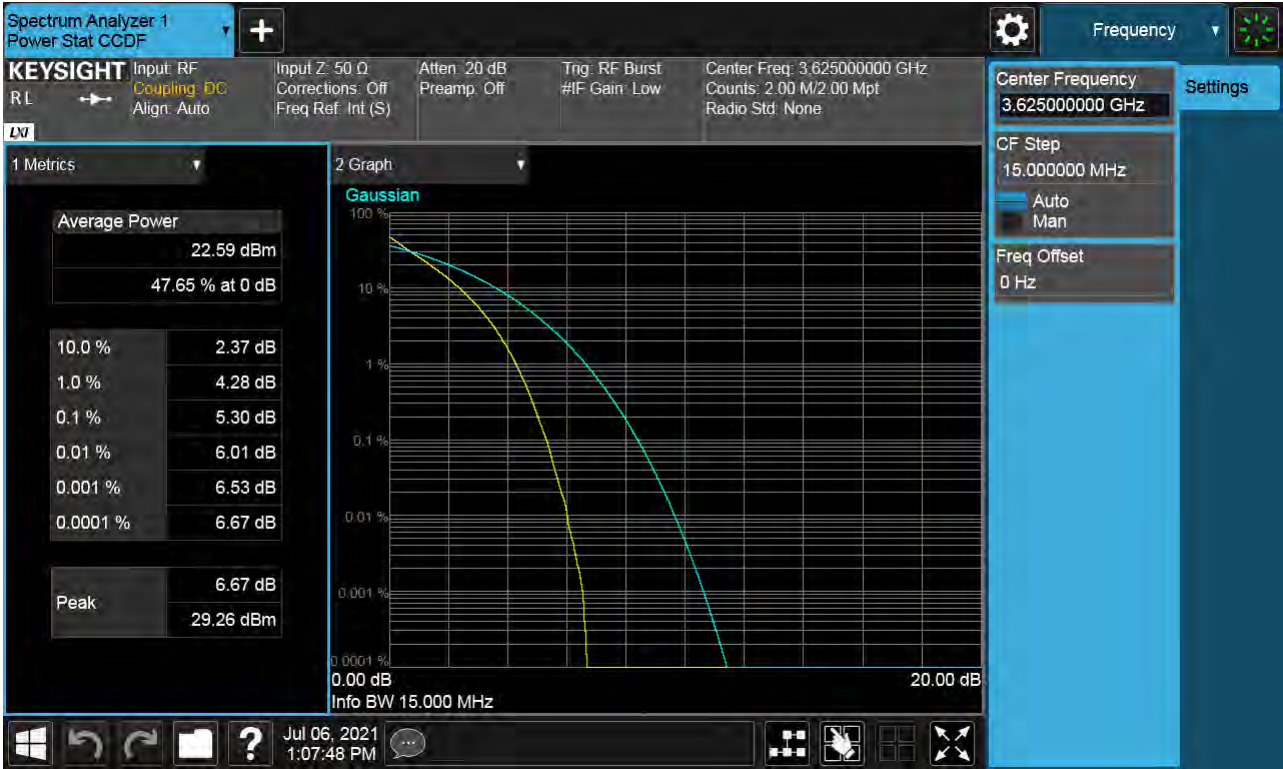 Spectrum Analyzer 1
Power Stat CCDF
Frequency
KEYSIGHT
R L
LXI
Input: RF
Coupling: DC
Align: Auto
Input Z: 50 Ω
Corrections: Off
Freq Ref: Int (S)
Atten: 20 dB
Preamp: Off
Trig: RF Burst
#IF Gain: Low
Center Freq: 3.625000000 GHz
Counts: 2.00 M/2.00 Mpt
Radio Std: None
Center Frequency
3.625000000 GHz
Settings
CF Step
15.000000 MHz
Auto
Man
Freq Offset
0 Hz
1 Metrics
Average Power
22.59 dBm
47.65 % at 0 dB
10.0 % 2.37 dB
1.0 % 4.28 dB
0.1 % 5.30 dB
0.01 % 6.01 dB
0.001 % 6.53 dB
0.0001 % 6.67 dB
Peak
6.67 dB
29.26 dBm
2 Graph
Gaussian
100 %
10 %
1 %
0.1 %
0.01 %
0.001 %
0.0001 %
0.00 dB 20.00 dB
Info BW 15.000 MHz
?
Jul 06, 2021
1:07:48 PM